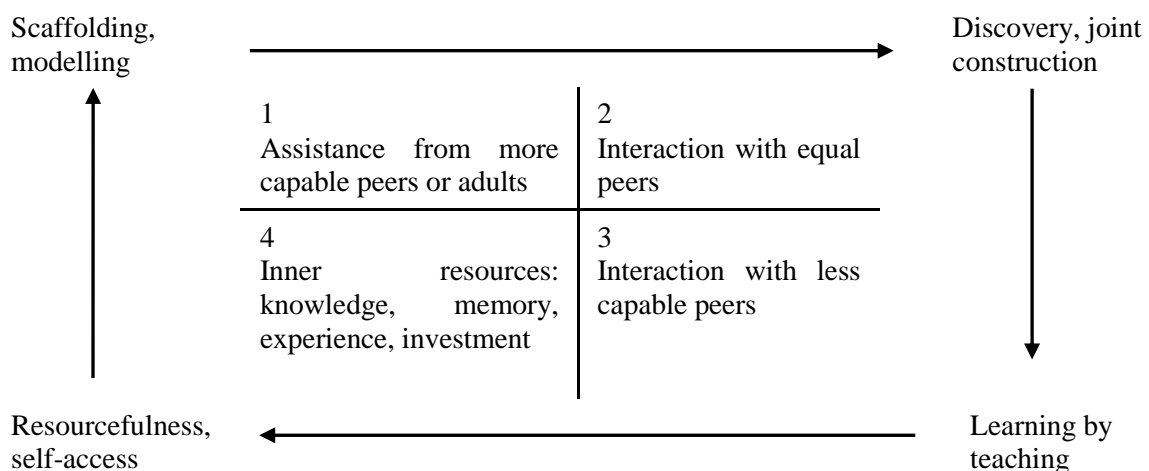 Scaffolding,
modelling
Discovery, joint
construction
1
Assistance from more
capable peers or adults
2
Interaction with equal
peers
4
Inner resources:
knowledge, memory,
experience, investment
3
Interaction with less
capable peers
Resourcefulness,
self-access
Learning by
teaching